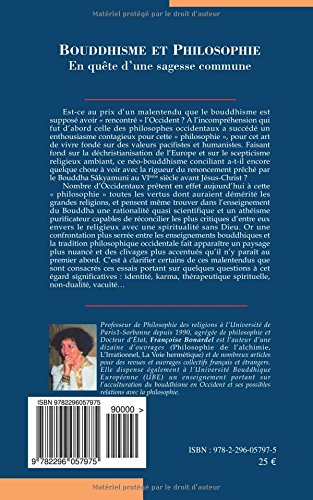 Matériel protégé par le droit d'auteur
BOUDDHISME ET PHILOSOPHIE
En quête d'une sagesse commune
Est-ce au prix d'un malentendu que le bouddhisme est
supposé avoir « rencontré » l'Occident ? À l'incompréhension qui
fut d'abord celle des philosophes occidentaux a succédé un
enthousiasme contagieux pour cette « philosophie », pour cet art
de vivre fondé sur des valeurs pacifistes et humanistes. Faisant
fond sur la déchristianisation de l'Europe et sur le scepticisme
religieux ambiant, ce néo-bouddhisme conciliant a-t-il encore
quelque chose à voir avec la rigueur du renoncement prêché par
le Bouddha Sâkyamuni au VIème siècle avant Jésus-Christ ?
Nombre d'Occidentaux prêtent en effet aujourd'hui à cette
« philosophie » toutes les vertus dont auraient démérité les
grandes religions, et pensent même trouver dans l'enseignement
du Bouddha une rationalité quasi scientifique et un athéisme
purificateur capables de réconcilier les plus critiques d'entre eux
envers le religieux avec une spiritualité sans Dieu. Or une
confrontation plus serrée entre les enseignements bouddhiques et
la tradition philosophique occidentale fait apparaître un paysage
plus nuancé et des clivages plus accentués qu'il n'y paraît au
premier abord. C'est à clarifier certains de ces malentendus que
sont consacrés ces essais portant sur quelques questions à cet
égard significatives : identité, karma, thérapeutique spirituelle,
non-dualité, vacuité…
Professeur de Philosophie des religions à l'Université de
Paris1-Sorbonne depuis 1990, agrégée de philosophie et
Docteur d'État, Françoise Bonardel est l'auteur d'une
dizaine d'ouvrages (Philosophie de l'alchimie,
L'Irrationnel, La Voie hermétique) et de nombreux articles
pour des revues et ouvrages collectifs français et étrangers.
Elle dispense également à l'Université Bouddhique
Européenne (UBE) un enseignement portant sur
l'acculturation du bouddhisme en Occident et ses possibles
relations avec la philosophie.
ISBN 9782296057975
90000 >
9 782296 057975
ISBN : 978-2-296-05797-5
25 €
Matériel protégé par le droit d'auteur